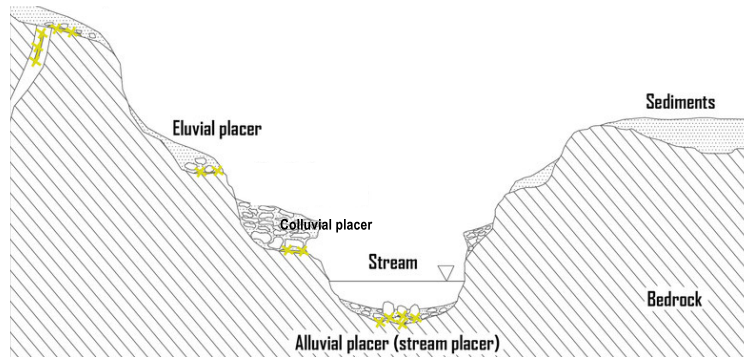 Sediments
Eluvial placer
Colluvial placer
Stream
Bedrock
Alluvial placer (stream placer)